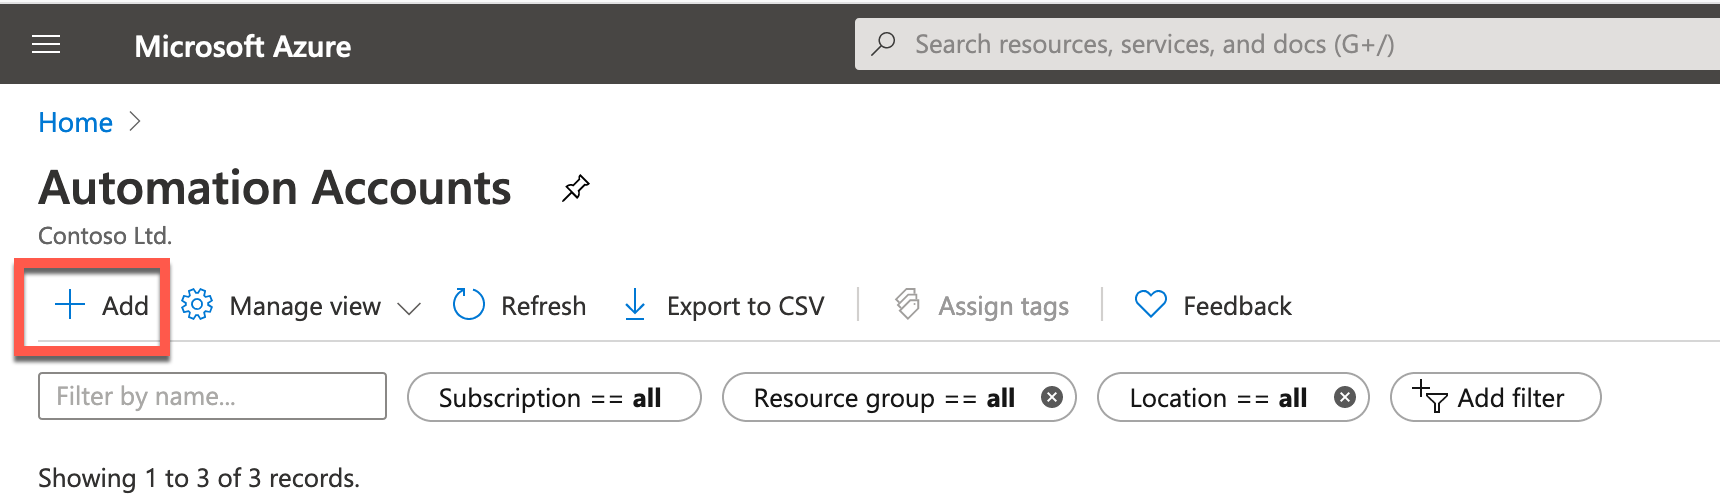 Microsoft Azure
Search resources, services, and docs (G+/)
Home
Automation Accounts
Contoso Ltd.
Add Manage view Refresh Export to CSV Assign tags Feedback
Filter by name... Subscription == all Resource group == all Location == all Add filter
Showing 1 to 3 of 3 records.